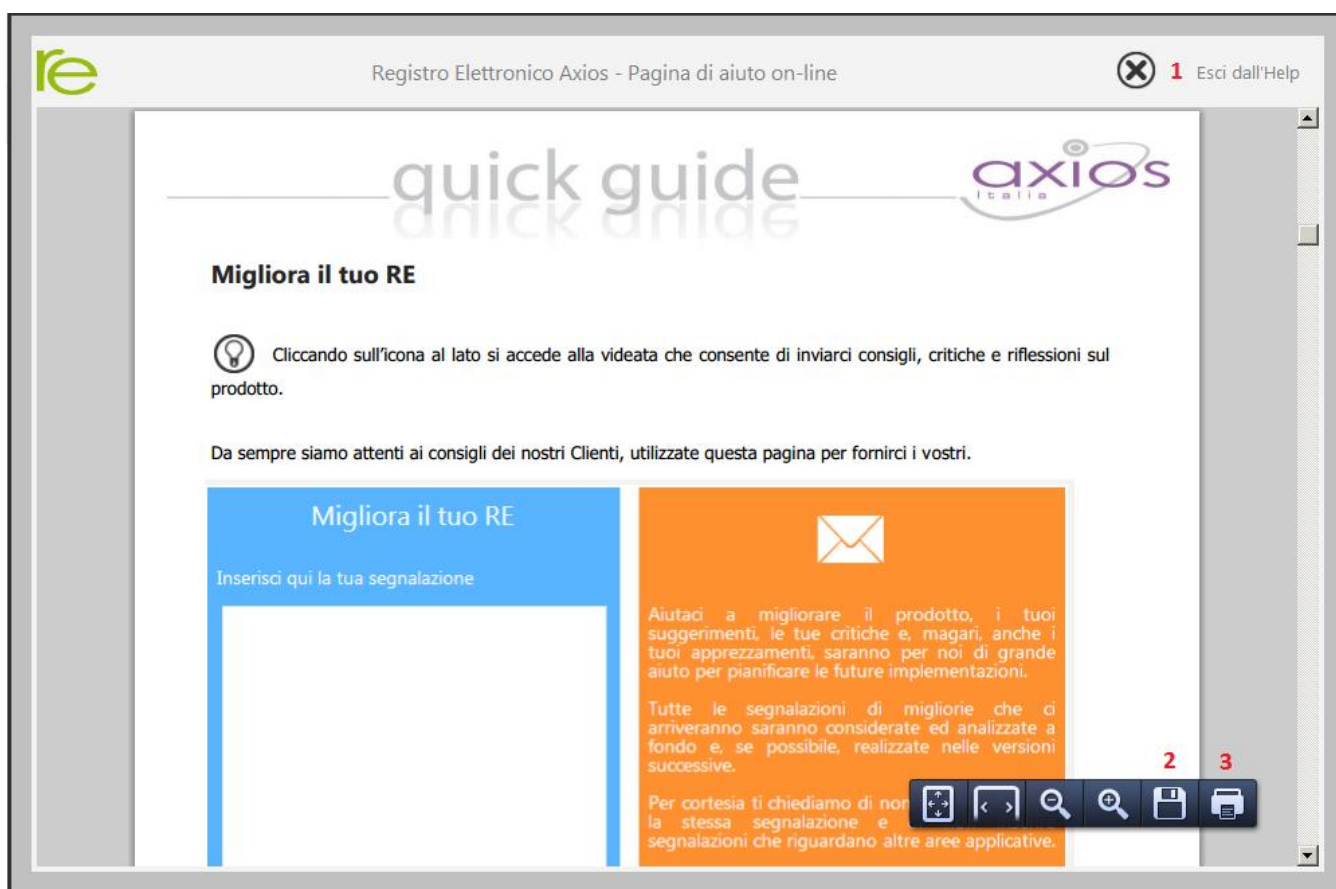 re
Registro Elettronico Axios - Pagina di aiuto on-line
1 Esci dall'Help
quick guide
axios
italia
Migliora il tuo RE
Cliccando sull'icona al lato si accede alla videata che consente di inviarci consigli, critiche e riflessioni sul
prodotto.
Da sempre siamo attenti ai consigli dei nostri Clienti, utilizzate questa pagina per fornirci i vostri.
Migliora il tuo RE
Inserisci qui la tua segnalazione
Aiutaci a migliorare il prodotto, i tuoi
suggerimenti, le tue critiche e, magari, anche i
tuoi apprezzamenti, saranno per noi di grande
aiuto per pianificare le future implementazioni.
Tutte le segnalazioni di migliorie che ci
arriveranno saranno considerate ed analizzate a
fondo e, se possibile, realizzate nelle versioni
successive.
Per cortesia ti chiediamo di non
la stessa segnalazione e
segnalazioni che riguardano altre aree applicative.
2 3